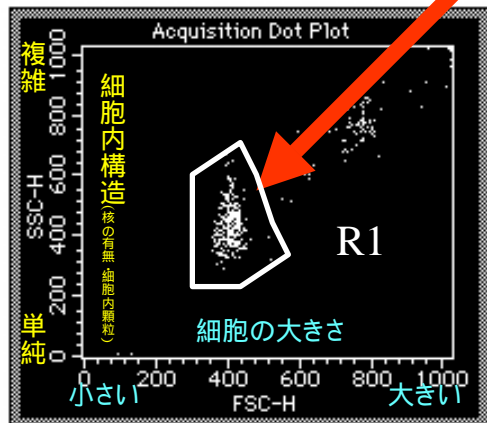 Acquisition Dot Plot
複雑
細胞内構造
(核の有無・細胞内顆粒)
単純
SSC-H
0 200 400 600 800 1000
R1
細胞の大きさ
0 200 400 600 800 1000
小さい
FSC-H
大きい